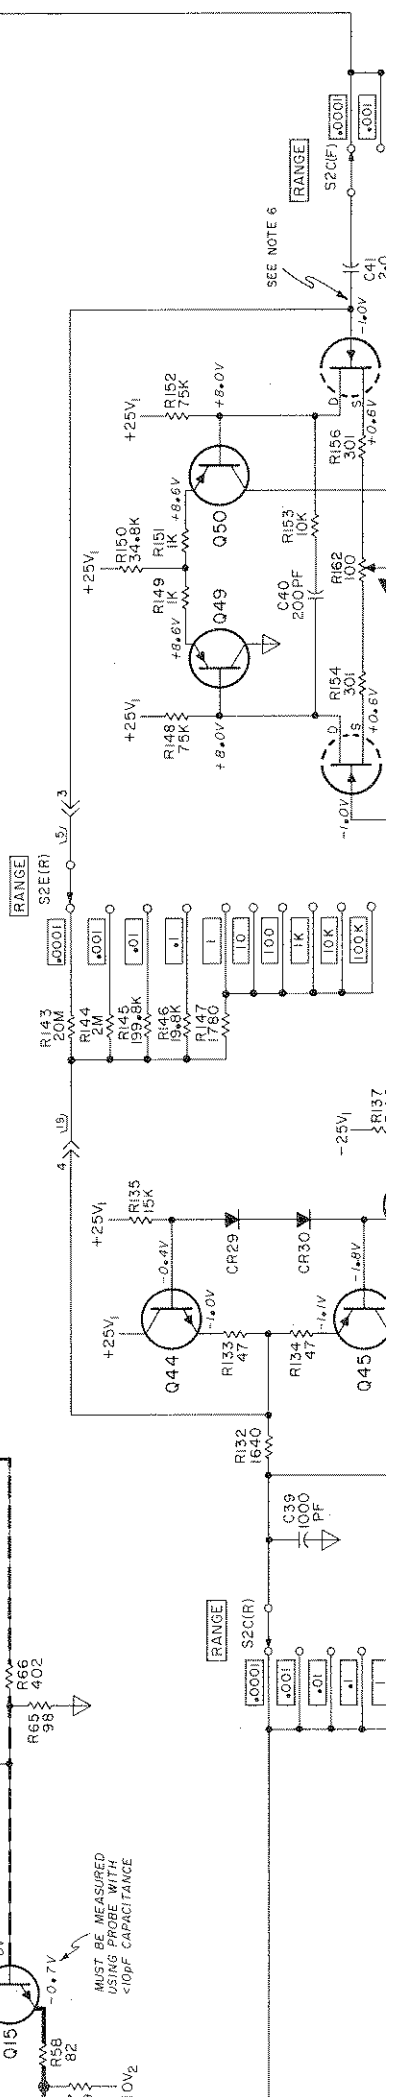 .0001
.001
RANGE
S2C(F)
SEE NOTE 6
C41
-1.0V
+25V1
R152
75K
+8.0V
D
S
+0.6V
R156
301
+25V1
R150
34.8K
R151
1K
+8.6V
Q50
R153
10K
R162
100
R149
1K
C40
200PF
Q49
+8.6V
+25V1
R148
75K
+8.0V
R154
301
D
S
+0.6V
-1.0V
3
5
RANGE
S2E(R)
.0001
.001
.01
.1
1
10
100
1K
10K
100K
R143
20M
R144
2M
R145
199.8K
R146
19.8K
R147
1780
4
19
-25V1
R137
+25V1
R135
15K
CR29
CR30
-0.4V
-1.8V
+25V1
Q44
-1.0V
R133
47
R134
47
-1.1V
Q45
R132
1640
C39
1000
PF
RANGE
S2C(R)
.0001
.001
.01
.1
1
R66
402
R65
98
MUST BE MEASURED
USING PROBE WITH
<10pF CAPACITANCE
-0.7V
Q15
R58
82
10V2